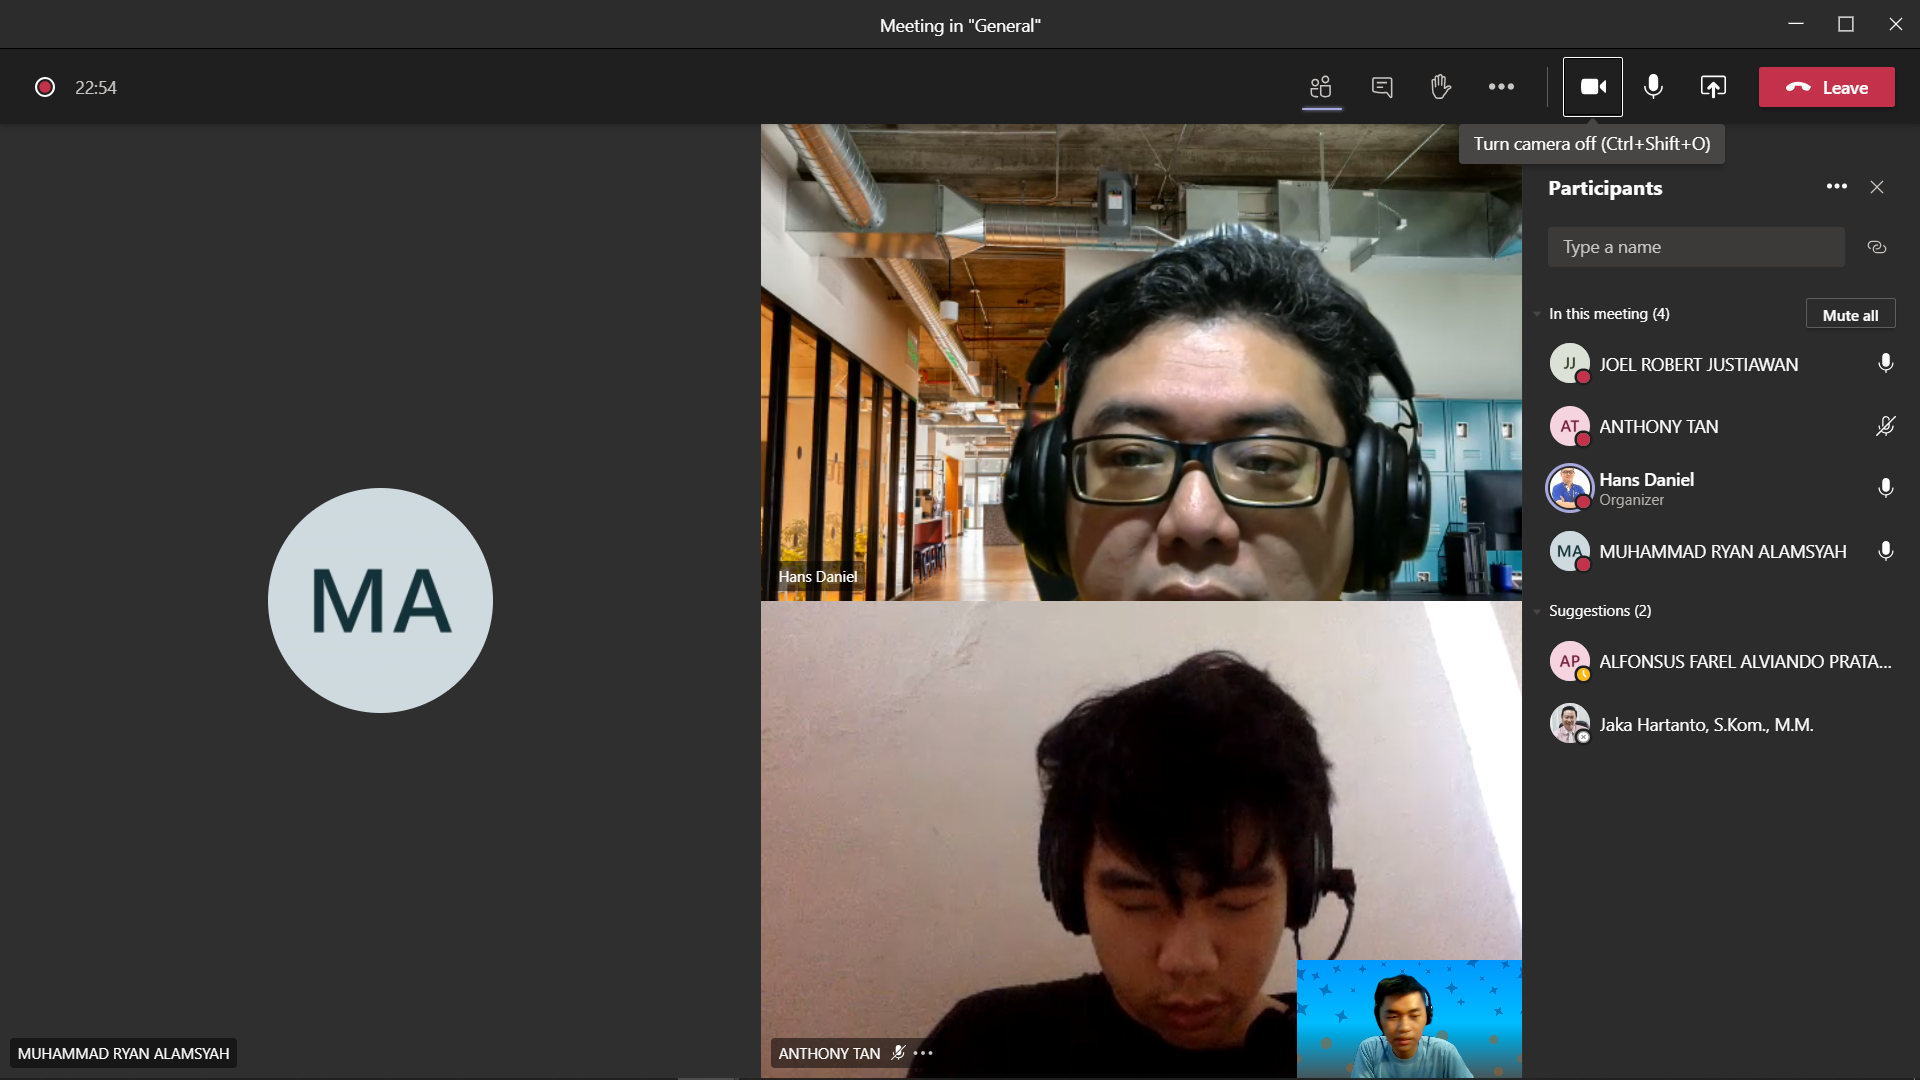 Meeting in "General"
22:54
Leave
Turn camera off (Ctrl+Shift+O)
Participants
Type a name
In this meeting (4)
Mute all
JJ
JOEL ROBERT JUSTIAWAN
AT
ANTHONY TAN
Hans Daniel
Organizer
MA
MUHAMMAD RYAN ALAMSYAH
Suggestions (2)
AP
ALFONSUS FAREL ALVIANDO PRATA...
Jaka Hartanto, S.Kom., M.M.
MA
MUHAMMAD RYAN ALAMSYAH
Hans Daniel
ANTHONY TAN